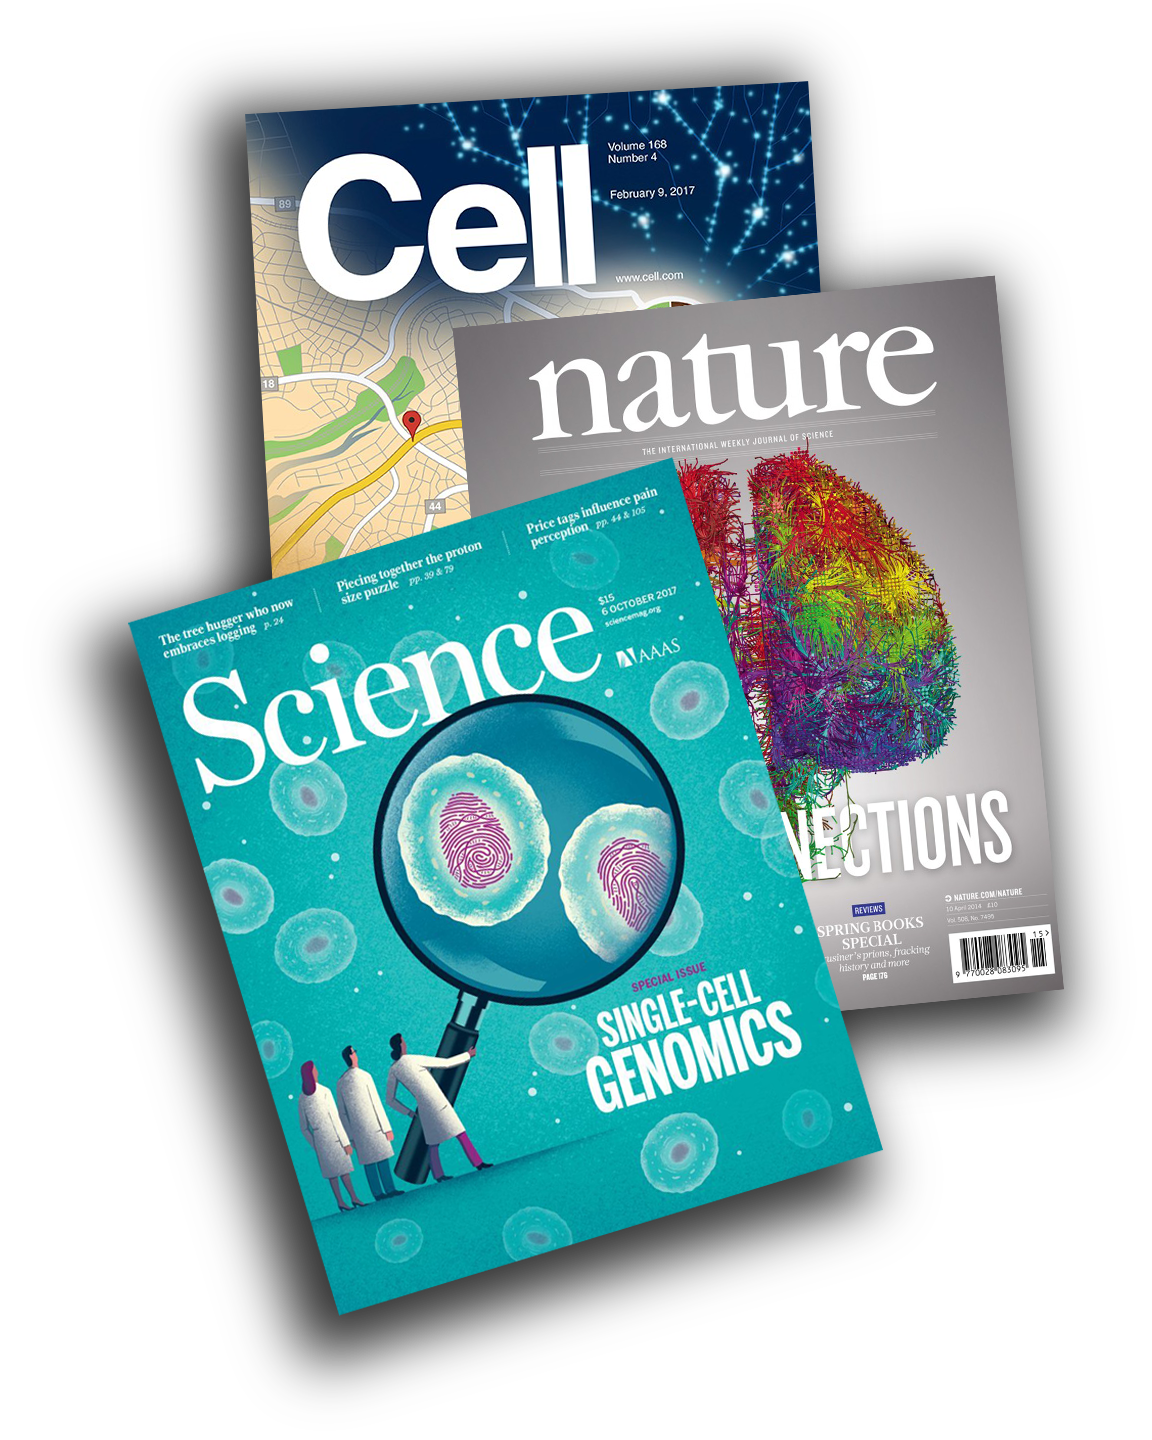 Cell
Volume 168
Number 4
February 9, 2017
www.cell.com
89
18
44
nature
THE INTERNATIONAL WEEKLY JOURNAL OF SCIENCE
NECTIONS
REVIEWS
SPRING BOOKS
SPECIAL
usiner's prions, fracking
history and more
PAGE 176
NATURE.COM/NATURE
10 April 2014 £10
Vol. 508, No. 7495
15>
9 770028 083095
The tree hugger who now
embraces logging p. 24
Piecing together the proton
size puzzle pp. 39 & 79
Price tags influence pain
perception pp. 44 & 105
Science
$15
6 OCTOBER 2017
sciencemag.org
AAAS
SPECIAL ISSUE
SINGLE-CELL
GENOMICS